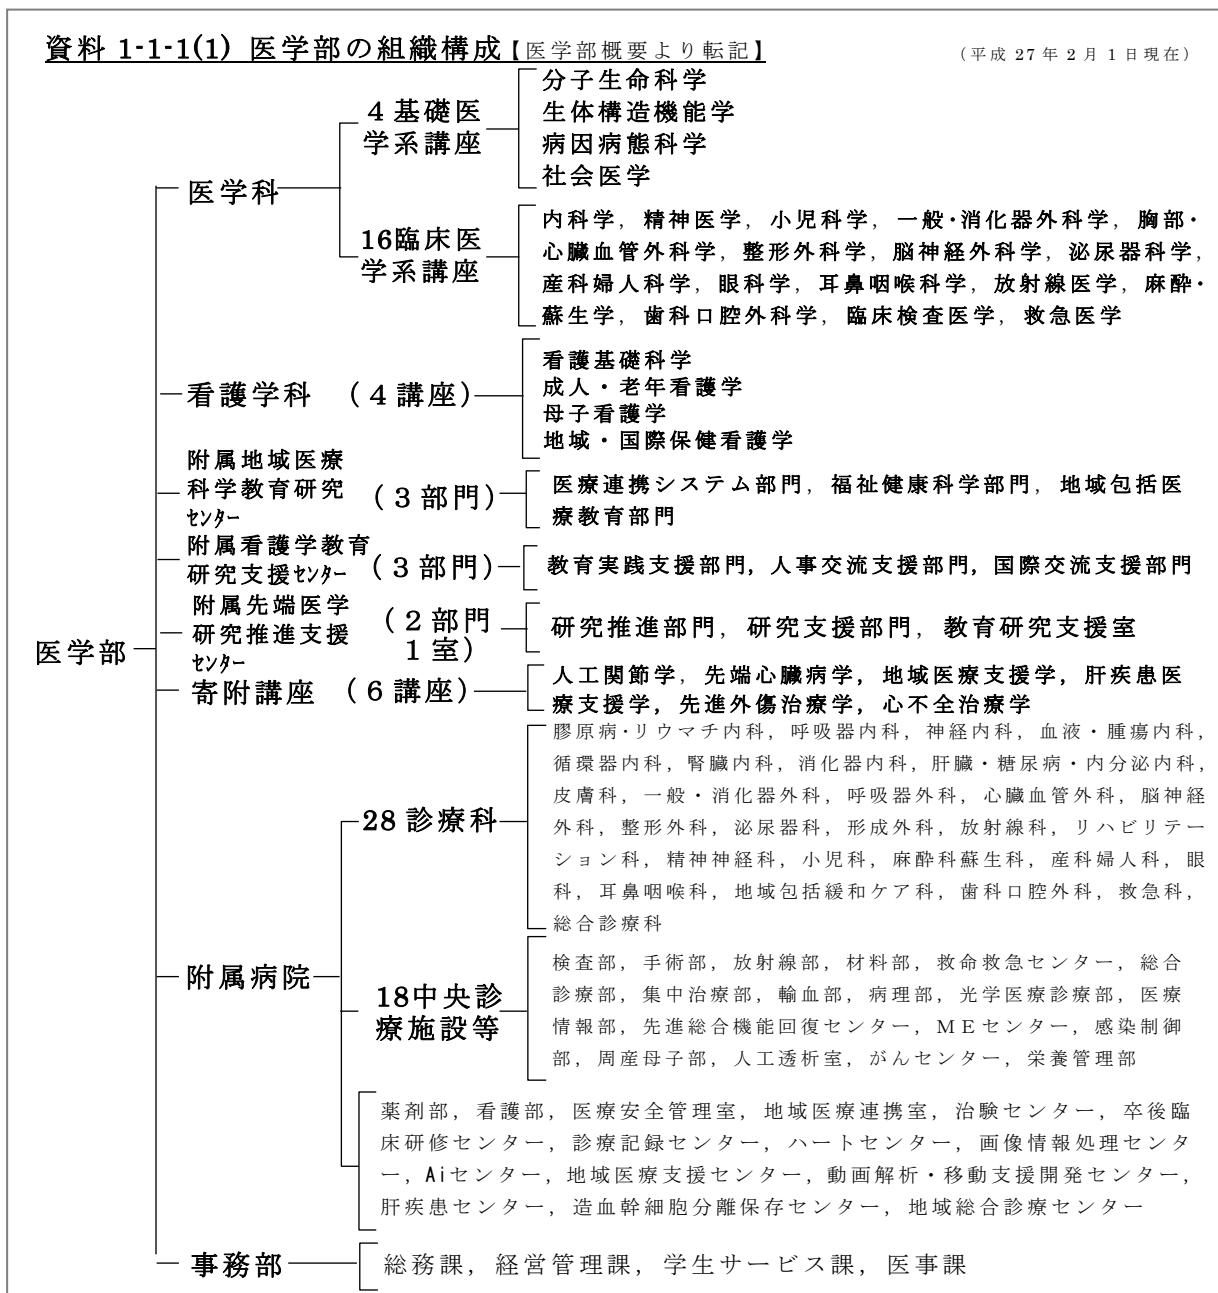 資料 1-1-1(1) 医学部の組織構成【医学部概要より転記】
(平成 27 年 2 月 1 日現在)
医学部
医学科
4 基礎医
学系講座
分子生命科学
生体構造機能学
病因病態科学
社会医学
16臨床医
学系講座
内科学, 精神医学, 小児科学, 一般・消化器外科学, 胸部・
心臓血管外科学, 整形外科学, 脳神経外科学, 泌尿器科学,
産科婦人科学, 眼科学, 耳鼻咽喉科学, 放射線医学, 麻酔・
蘇生学, 歯科口腔外科学, 臨床検査医学, 救急医学
看護学科 (4 講座)
看護基礎科学
成人・老年看護学
母子看護学
地域・国際保健看護学
附属地域医療
科学教育研究
センター
(3 部門)
医療連携システム部門, 福祉健康科学部門, 地域包括医
療教育部門
附属看護学教育
研究支援センター
(3 部門)
教育実践支援部門, 人事交流支援部門, 国際交流支援部門
附属先端医学
研究推進支援
センター
(2 部門
1 室)
研究推進部門, 研究支援部門, 教育研究支援室
寄附講座 (6 講座)
人工関節学, 先端心臓病学, 地域医療支援学, 肝疾患医
療支援学, 先進外傷治療学, 心不全治療学
附属病院
28 診療科
膠原病・リウマチ内科, 呼吸器内科, 神経内科, 血液・腫瘍内科,
循環器内科, 腎臓内科, 消化器内科, 肝臓・糖尿病・内分泌内科,
皮膚科, 一般・消化器外科, 呼吸器外科, 心臓血管外科, 脳神経
外科, 整形外科, 泌尿器科, 形成外科, 放射線科, リハビリテー
ション科, 精神神経科, 小児科, 麻酔科蘇生科, 産科婦人科, 眼
科, 耳鼻咽喉科, 地域包括緩和ケア科, 歯科口腔外科, 救急科,
総合診療科
18中央診
療施設等
検査部, 手術部, 放射線部, 材料部, 救命救急センター, 総合
診療部, 集中治療部, 輸血部, 病理部, 光学医療診療部, 医療
情報部, 先進総合機能回復センター, ＭＥセンター, 感染制御
部, 周産母子部, 人工透析室, がんセンター, 栄養管理部
薬剤部, 看護部, 医療安全管理室, 地域医療連携室, 治験センター, 卒後臨
床研修センター, 診療記録センター, ハートセンター, 画像情報処理センタ
ー, Aiセンター, 地域医療支援センター, 動画解析・移動支援開発センター,
肝疾患センター, 造血幹細胞分離保存センター, 地域総合診療センター
事務部
総務課, 経営管理課, 学生サービス課, 医事課